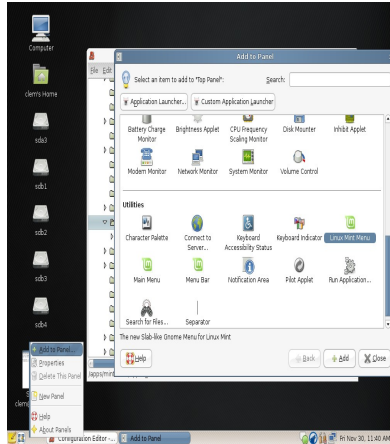 Computer
clem's Home
sda3
sdb1
sdb2
sdb3
sdb4
File Edit
Add to Panel
Select an item to add to "Top Panel":
Search:
Application Launcher...
Custom Application Launcher
Battery Charge Monitor
Brightness Applet
CPU Frequency Scaling Monitor
Disk Mounter
Inhibit Applet
Modem Monitor
Network Monitor
System Monitor
Volume Control
Utilities
Character Palette
Connect to Server...
Keyboard Accessibility Status
Keyboard Indicator
Linux Mint Menu
Main Menu
Menu Bar
Notification Area
Pilot Applet
Run Application...
Search for Files...
Separator
The new Slab-like Gnome Menu for Linux Mint
Help
Back
Add
Close
Add to Panel...
Properties
Delete This Panel
New Panel
Help
About Panels
/apps/min
Configuration Editor -...
Add to Panel
Fri Nov 30, 11:40 AM